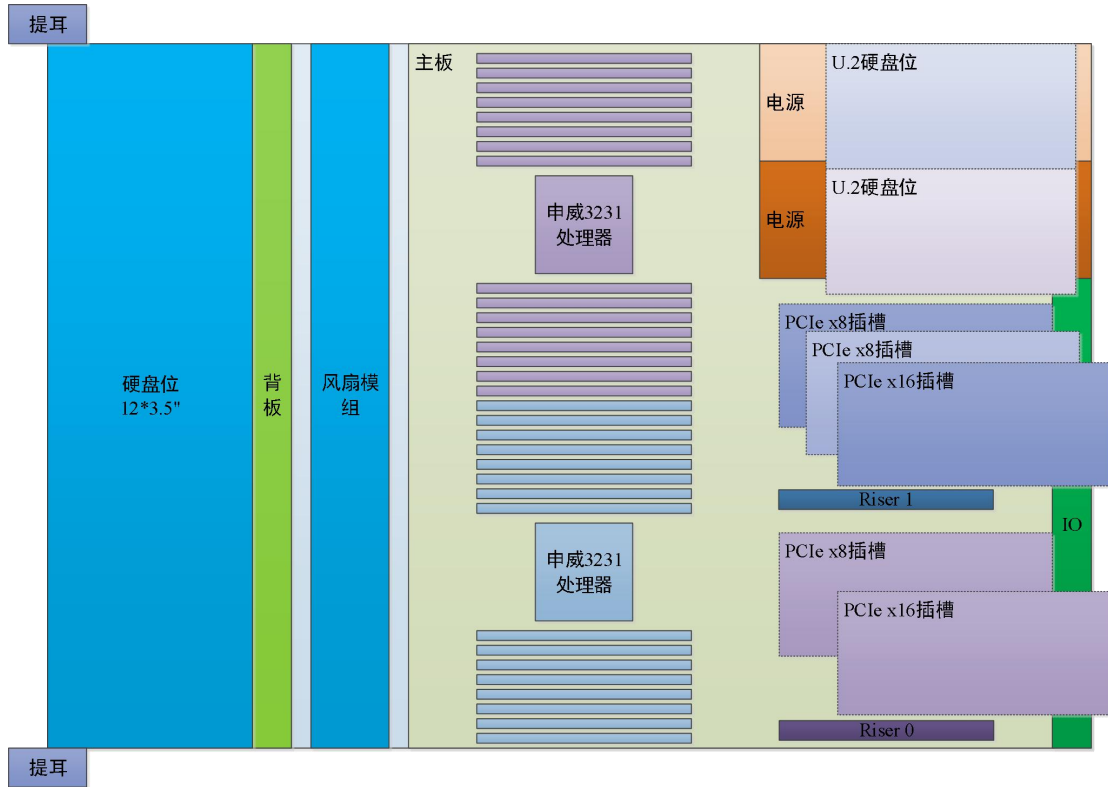 提耳
主板
U.2硬盘位
电源
U.2硬盘位
电源
申威3231
处理器
PCIe x8插槽
PCIe x8插槽
PCIe x16插槽
硬盘位
12*3.5"
背
板
风扇模
组
Riser 1
IO
申威3231
处理器
PCIe x8插槽
PCIe x16插槽
Riser 0
提耳